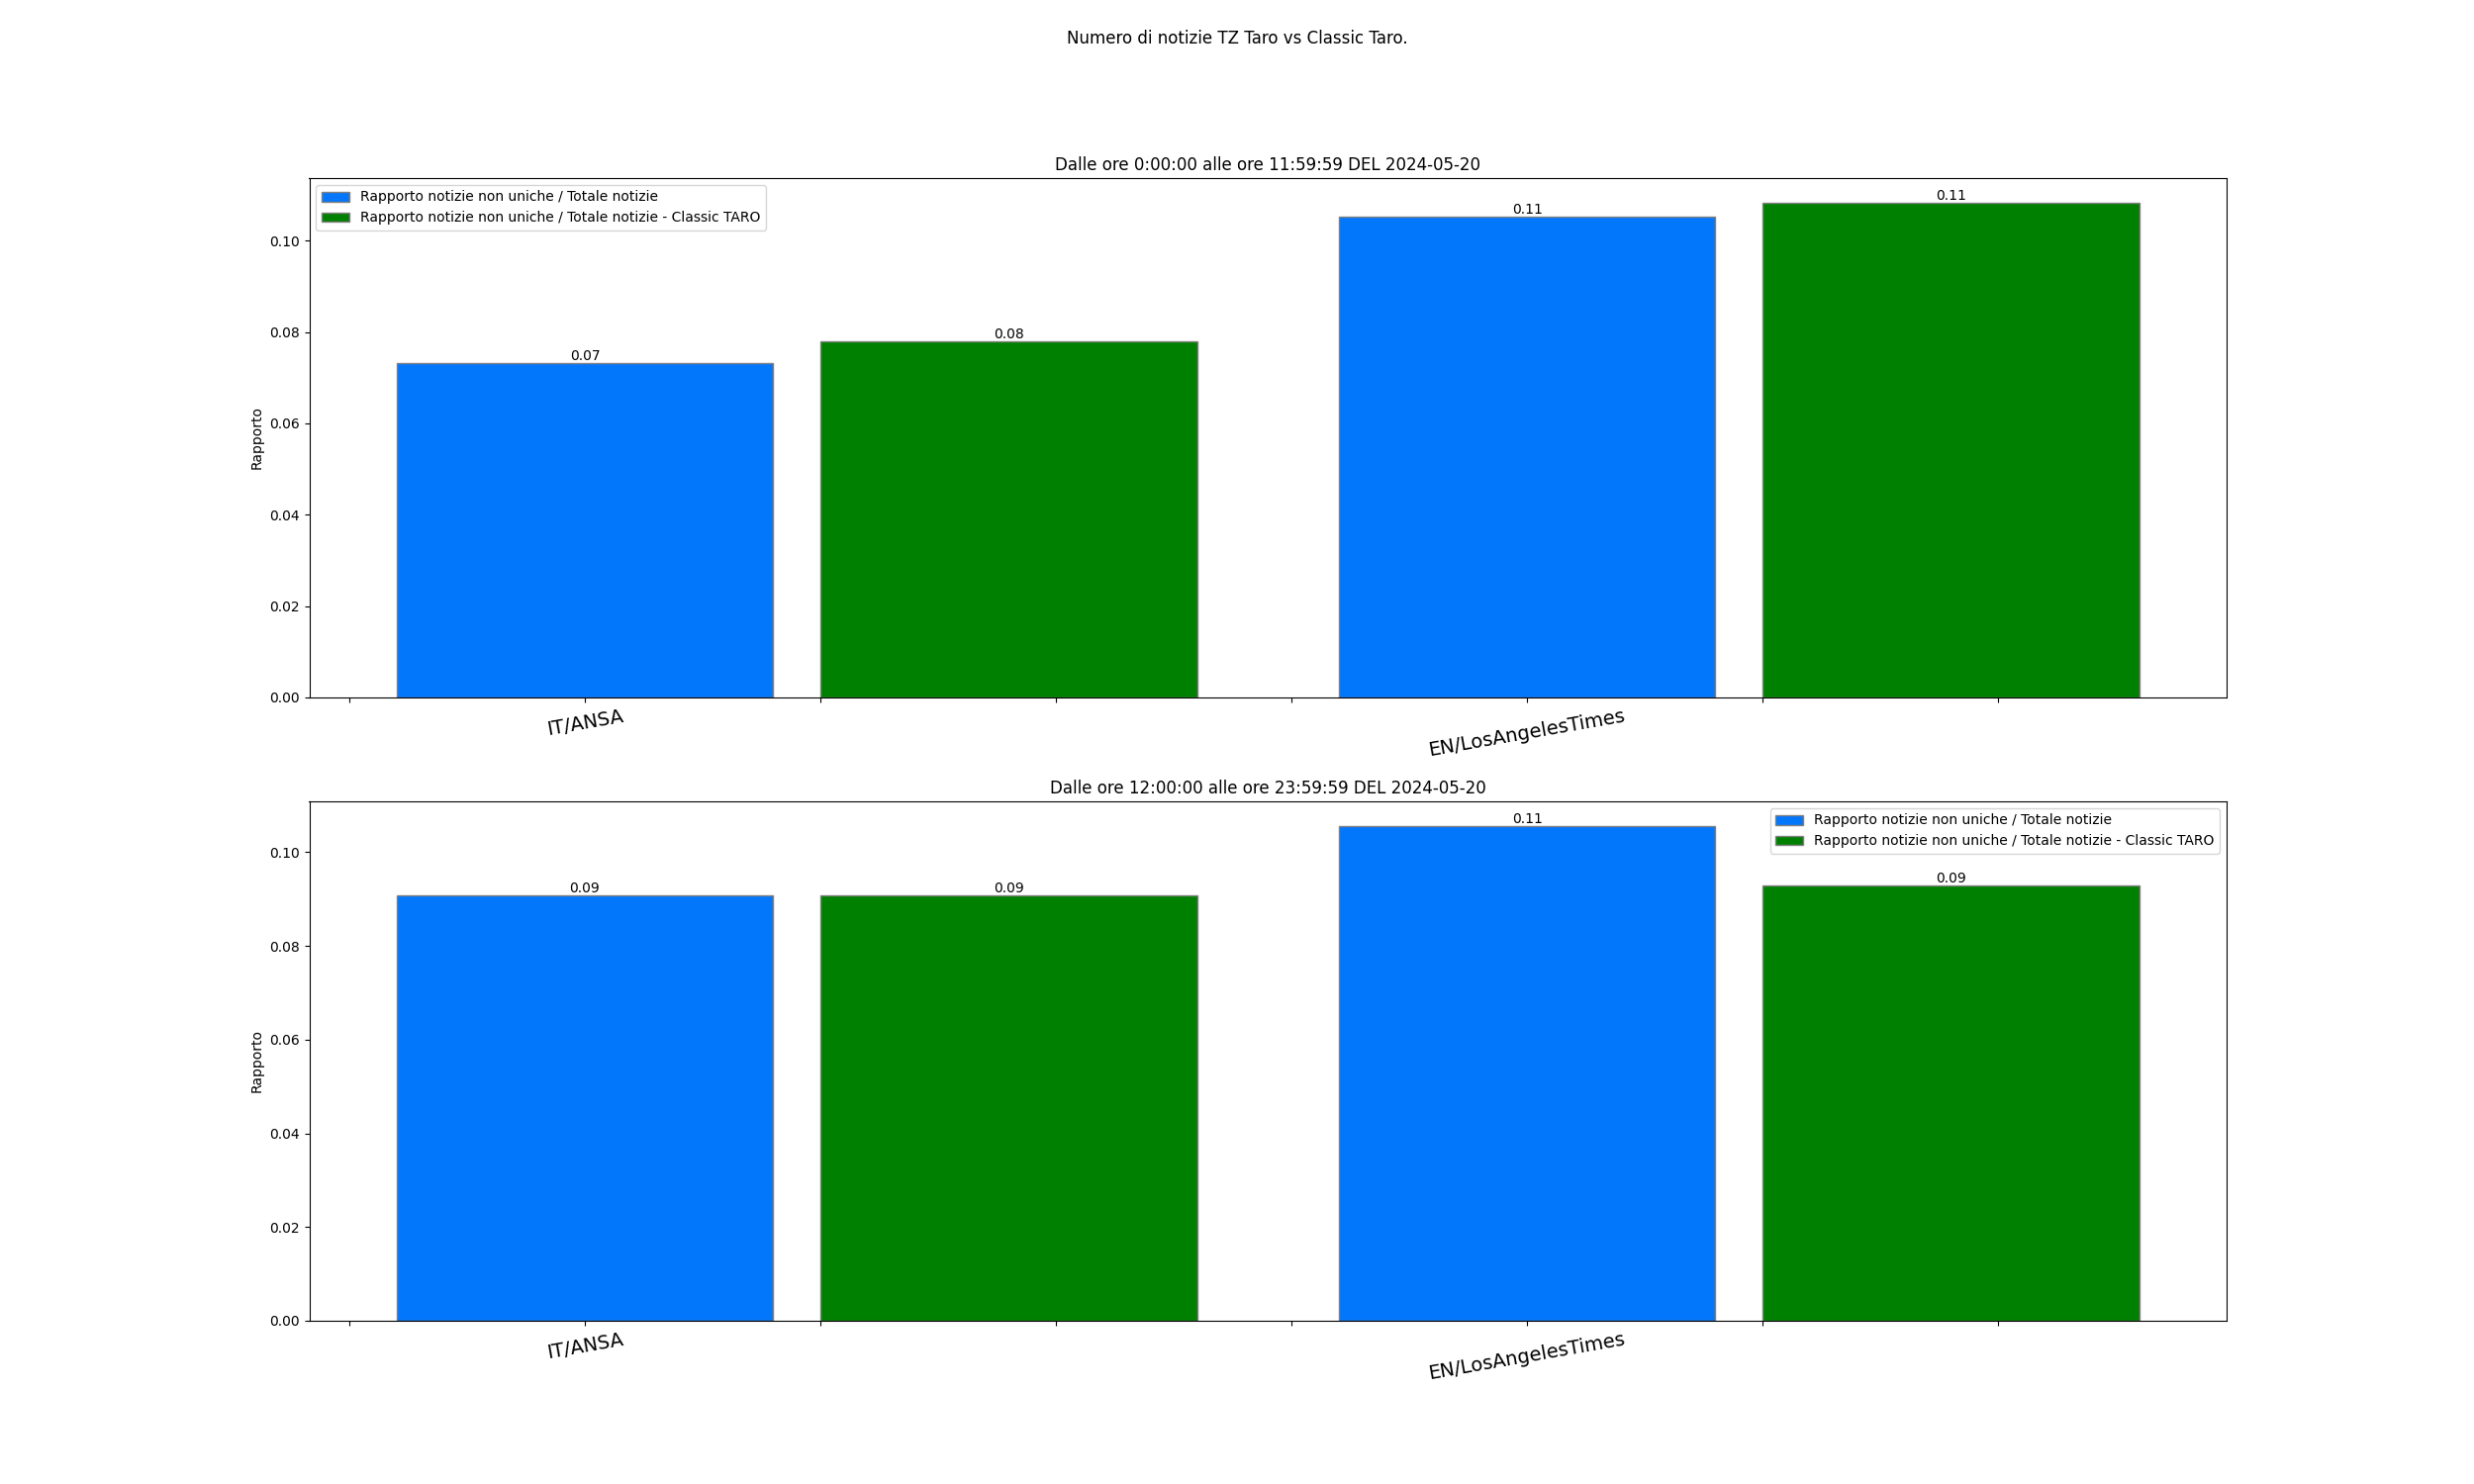 Numero di notizie TZ Taro vs Classic Taro.
Dalle ore 0:00:00 alle ore 11:59:59 DEL 2024-05-20
Rapporto notizie non uniche / Totale notizie
Rapporto notizie non uniche / Totale notizie - Classic TARO
0.10
0.08
0.06
0.04
0.02
0.00
Rapporto
0.07
0.08
0.11
0.11
IT/ANSA
EN/LosAngelesTimes
Dalle ore 12:00:00 alle ore 23:59:59 DEL 2024-05-20
Rapporto notizie non uniche / Totale notizie
Rapporto notizie non uniche / Totale notizie - Classic TARO
0.10
0.08
0.06
0.04
0.02
0.00
Rapporto
0.09
0.09
0.11
0.09
IT/ANSA
EN/LosAngelesTimes